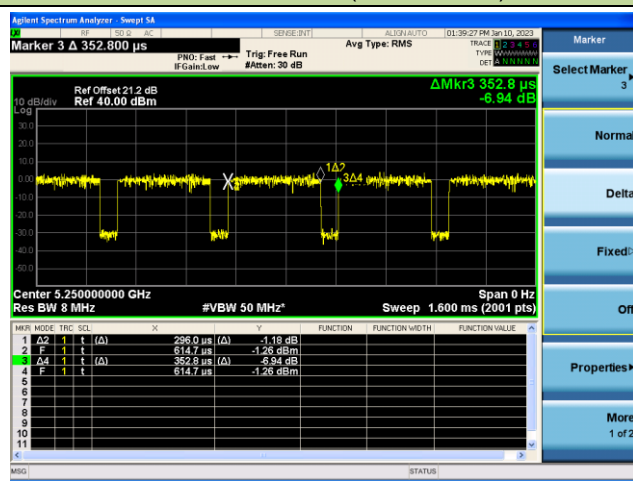 Agilent Spectrum Analyzer - Swept SA
RF 50 Ω AC SENSE:INT ALIGN AUTO 01:39:27 PM Jan 10, 2023
Marker 3 Δ 352.800 μs
PNO: Fast
IFGain:Low
Trig: Free Run
#Atten: 30 dB
Avg Type: RMS
TRACE 1 2 3 4 5 6
TYPE
DET A N N N N N
Marker
Select Marker
3
Normal
Delta
Fixed
Off
Properties
More
1 of 2
Ref Offset 21.2 dB
Ref 40.00 dBm
10 dB/div
Log
ΔMkr3 352.8 μs
-6.94 dB
30.0
20.0
10.0
0.00
-10.0
-20.0
-30.0
-40.0
-50.0
1Δ2
3Δ4
Center 5.250000000 GHz Span 0 Hz
Res BW 8 MHz #VBW 50 MHz* Sweep 1.600 ms (2001 pts)
MKR MODE TRC SCL X Y FUNCTION FUNCTION WIDTH FUNCTION VALUE
1 Δ2 1 t (Δ) 296.0 μs (Δ) -1.18 dB
2 F 1 t 614.7 μs -1.26 dBm
3 Δ4 1 t (Δ) 352.8 μs (Δ) -6.94 dB
4 F 1 t 614.7 μs -1.26 dBm
5
6
7
8
9
10
11
MSG STATUS